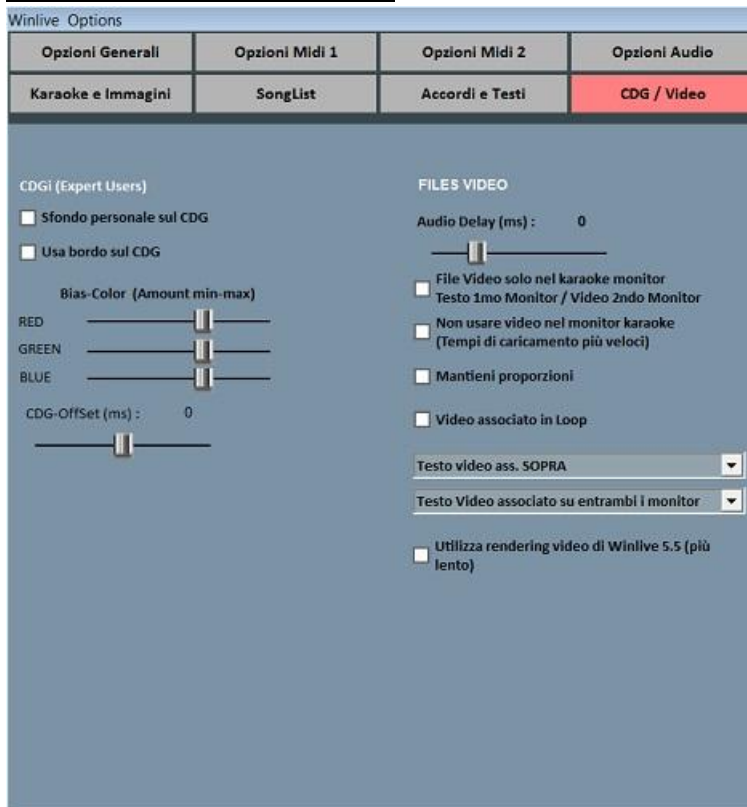 Winlive Options
Opzioni Generali
Opzioni Midi 1
Opzioni Midi 2
Opzioni Audio
Karaoke e Immagini
SongList
Accordi e Testi
CDG / Video
CDGi (Expert Users)
Sfondo personale sul CDG
Usa bordo sul CDG
Bias-Color (Amount min-max)
RED
GREEN
BLUE
CDG-OffSet (ms) : 0
FILES VIDEO
Audio Delay (ms) : 0
File Video solo nel karaoke monitor
Testo 1mo Monitor / Video 2ndo Monitor
Non usare video nel monitor karaoke
(Tempi di caricamento più veloci)
Mantieni proporzioni
Video associato in Loop
Testo video ass. SOPRA
Testo Video associato su entrambi i monitor
Utilizza rendering video di Winlive 5.5 (più
lento)